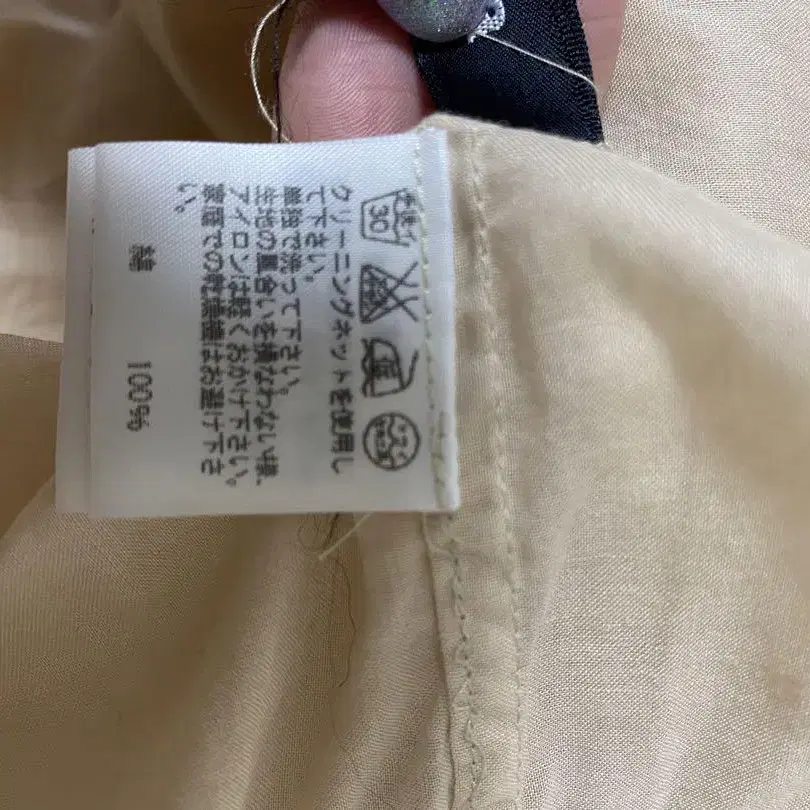 30
低
クリーニングネットを使用し
て下さい。
単独で洗って下さい。
生地の風合いを損なわない様、
アイロンは軽くおかけ下さい。
家庭での乾燥機はお避け下さ
い。
綿 100%